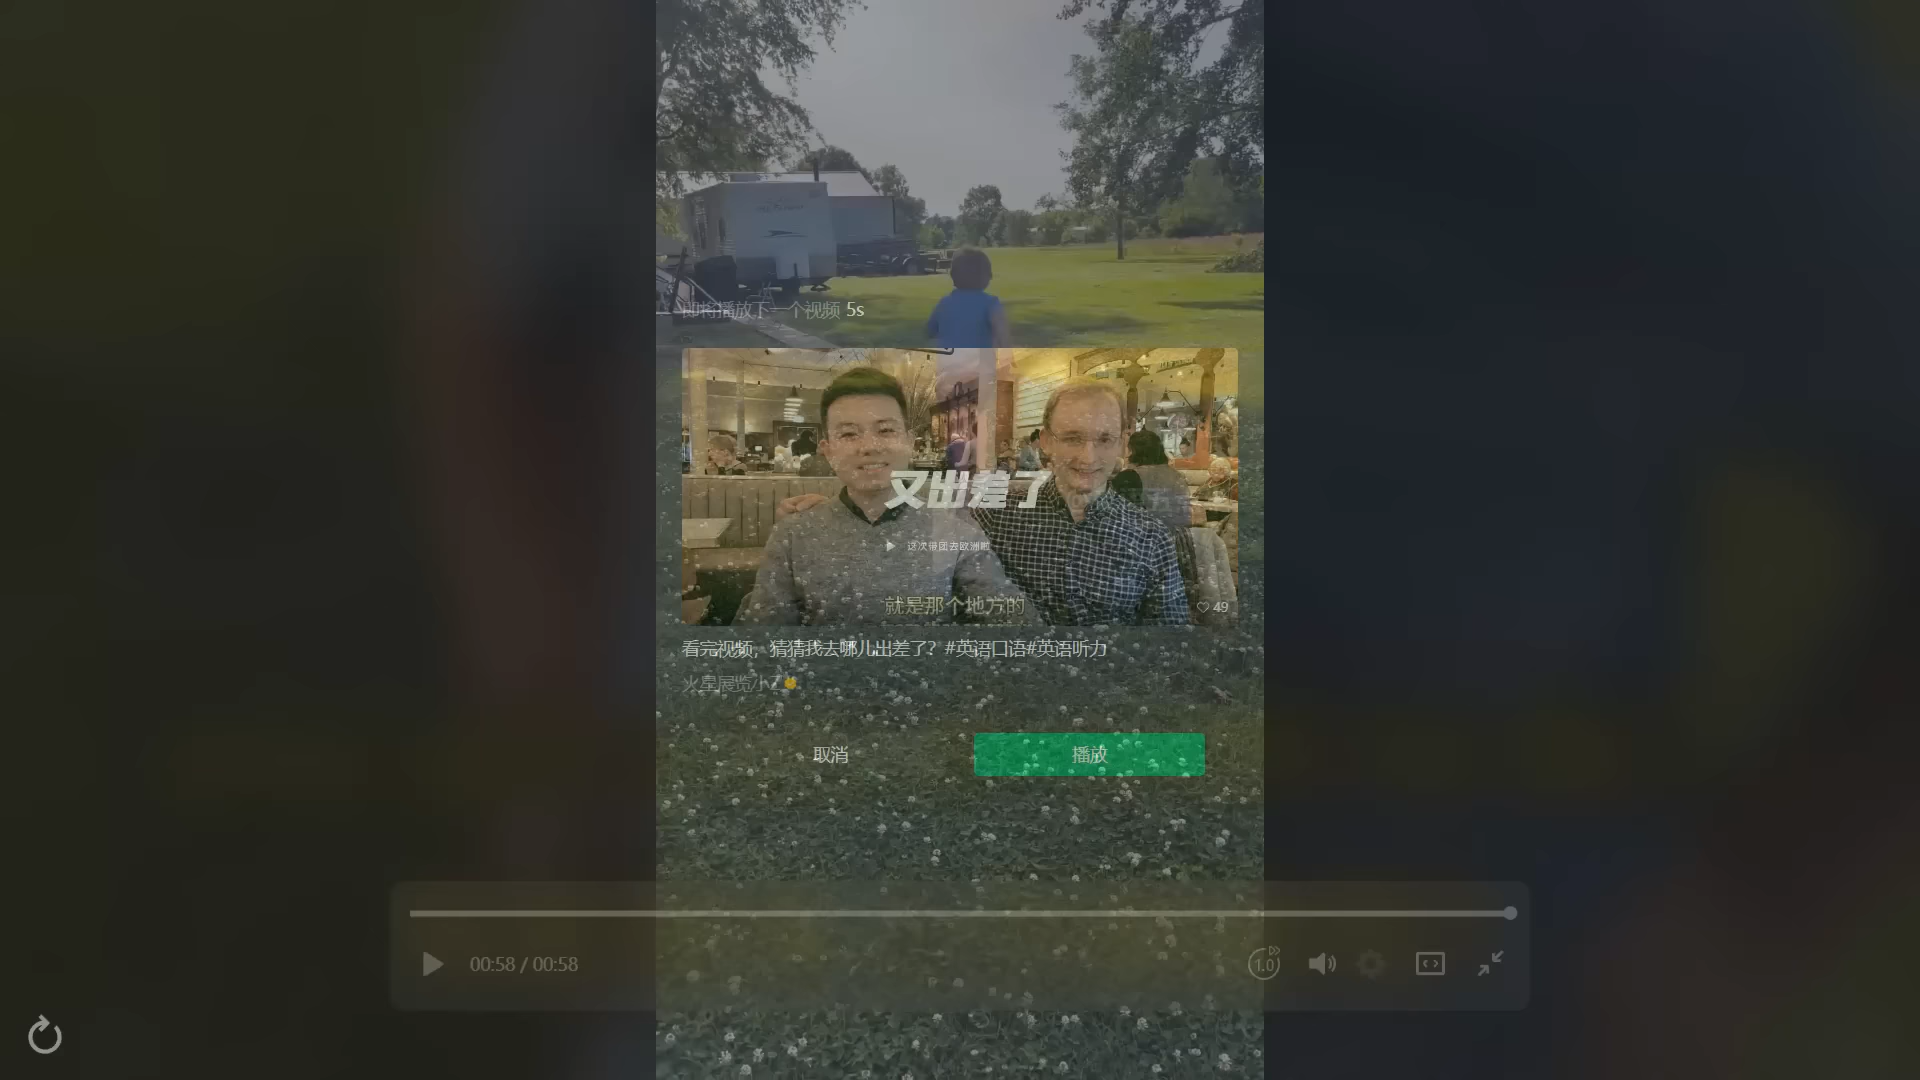 即将播放下一个视频 5s
又出差了
这次带团去欧洲啦
就是那个地方的
49
看完视频，猜猜我去哪儿出差了？#英语口语#英语听力
火星展览小Z
取消
播放
00:58 / 00:58
1.0